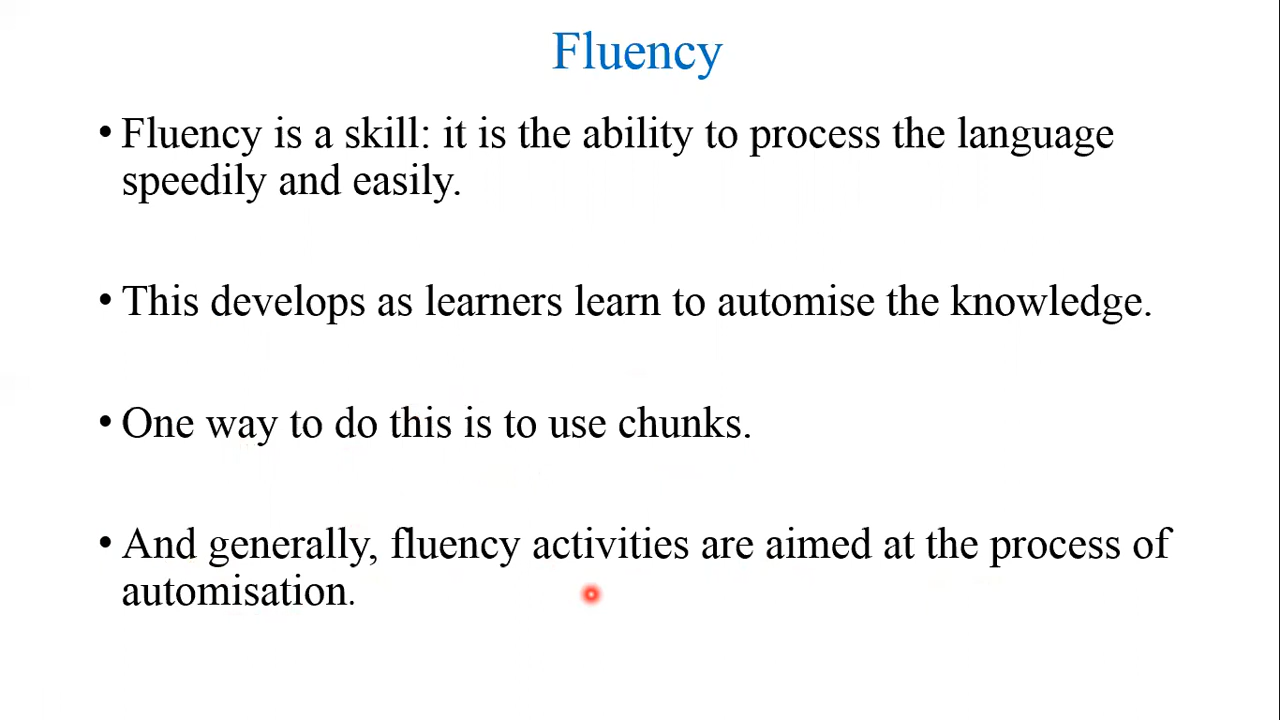 Fluency
• Fluency is a skill: it is the ability to process the language
speedily and easily.
• This develops as learners learn to automise the knowledge.
• One way to do this is to use chunks.
• And generally, fluency activities are aimed at the process of
automisation.